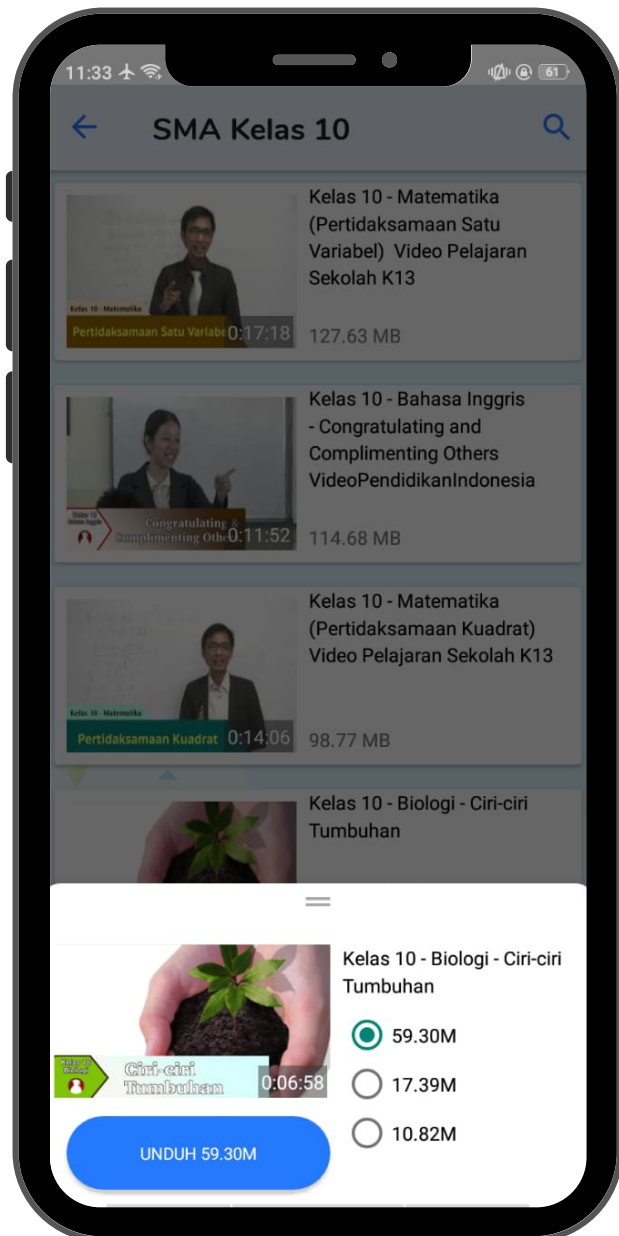 11:33
61
SMA Kelas 10
Kelas 10 - Matematika
Pertidaksamaan Satu Variabe
0:17:18
Kelas 10 - Matematika
(Pertidaksamaan Satu
Variabel) Video Pelajaran
Sekolah K13
127.63 MB
Congratulating &
Complimenting Oth
0:11:52
Kelas 10 - Bahasa Inggris
- Congratulating and
Complimenting Others
VideoPendidikanIndonesia
114.68 MB
Kelas 10 - Matematika
Pertidaksamaan Kuadrat
0:14:06
Kelas 10 - Matematika
(Pertidaksamaan Kuadrat)
Video Pelajaran Sekolah K13
98.77 MB
Kelas 10 - Biologi - Ciri-ciri
Tumbuhan
Kelas 10
Biologi
Ciri-ciri
Tumbuhan
0:06:58
Kelas 10 - Biologi - Ciri-ciri
Tumbuhan
59.30M
17.39M
10.82M
UNDUH 59.30M